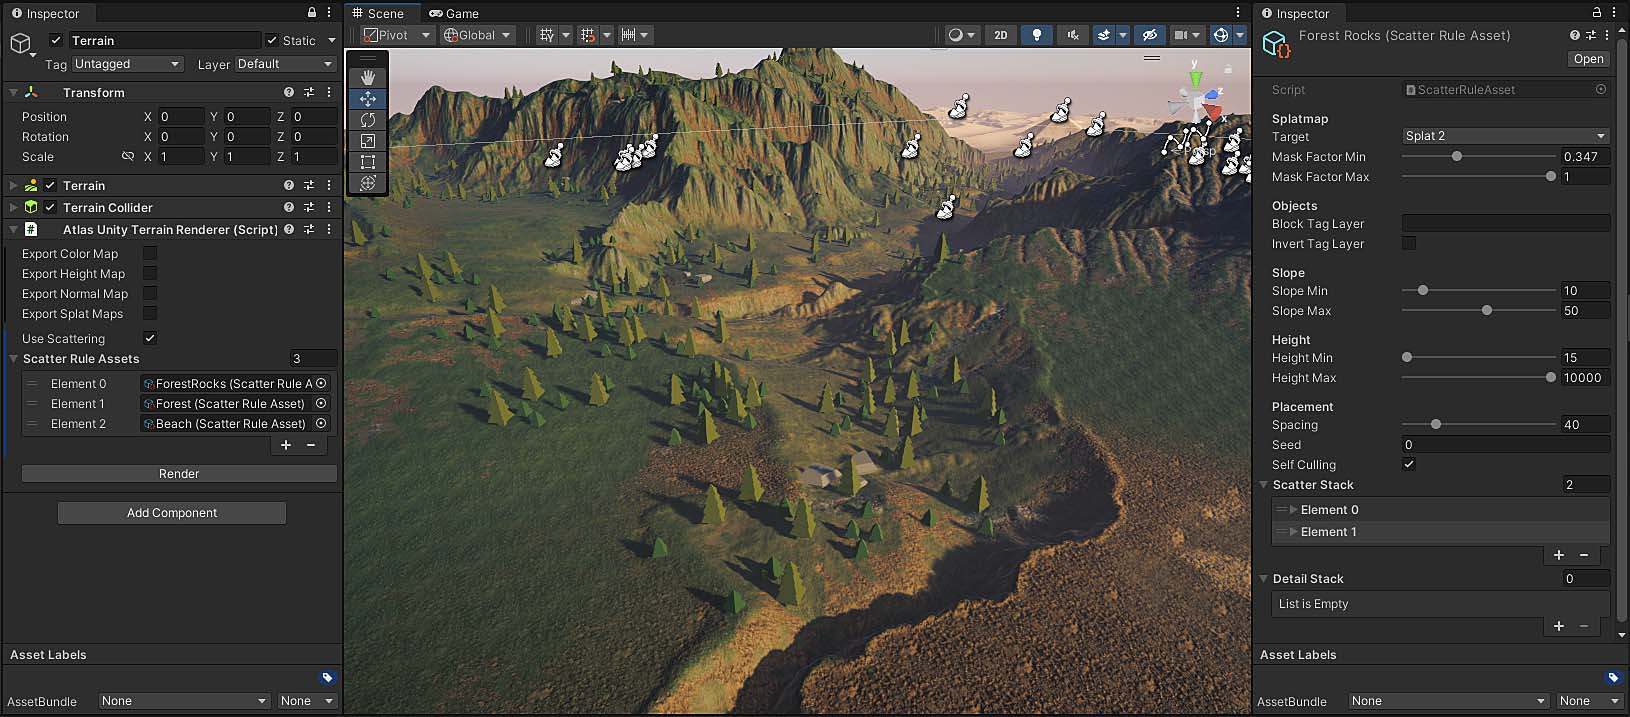 Inspector
Terrain
Static
Tag Untagged Layer Default
Transform
Position X 0 Y 0 Z 0
Rotation X 0 Y 0 Z 0
Scale X 1 Y 1 Z 1
Terrain
Terrain Collider
Atlas Unity Terrain Renderer (Script)
Export Color Map
Export Height Map
Export Normal Map
Export Splat Maps
Use Scattering
Scatter Rule Assets 3
Element 0 ForestRocks (Scatter Rule A
Element 1 Forest (Scatter Rule Asset)
Element 2 Beach (Scatter Rule Asset)
+ −
Render
Add Component
Asset Labels
AssetBundle None None
Scene Game
Pivot Global 2D
y
z
x
Persp
Inspector
Forest Rocks (Scatter Rule Asset)
Open
Script ScatterRuleAsset
Splatmap
Target Splat 2
Mask Factor Min 0.347
Mask Factor Max 1
Objects
Block Tag Layer
Invert Tag Layer
Slope
Slope Min 10
Slope Max 50
Height
Height Min 15
Height Max 10000
Placement
Spacing 40
Seed 0
Self Culling
Scatter Stack 2
Element 0
Element 1
+ −
Detail Stack 0
List is Empty
+ −
Asset Labels
AssetBundle None None